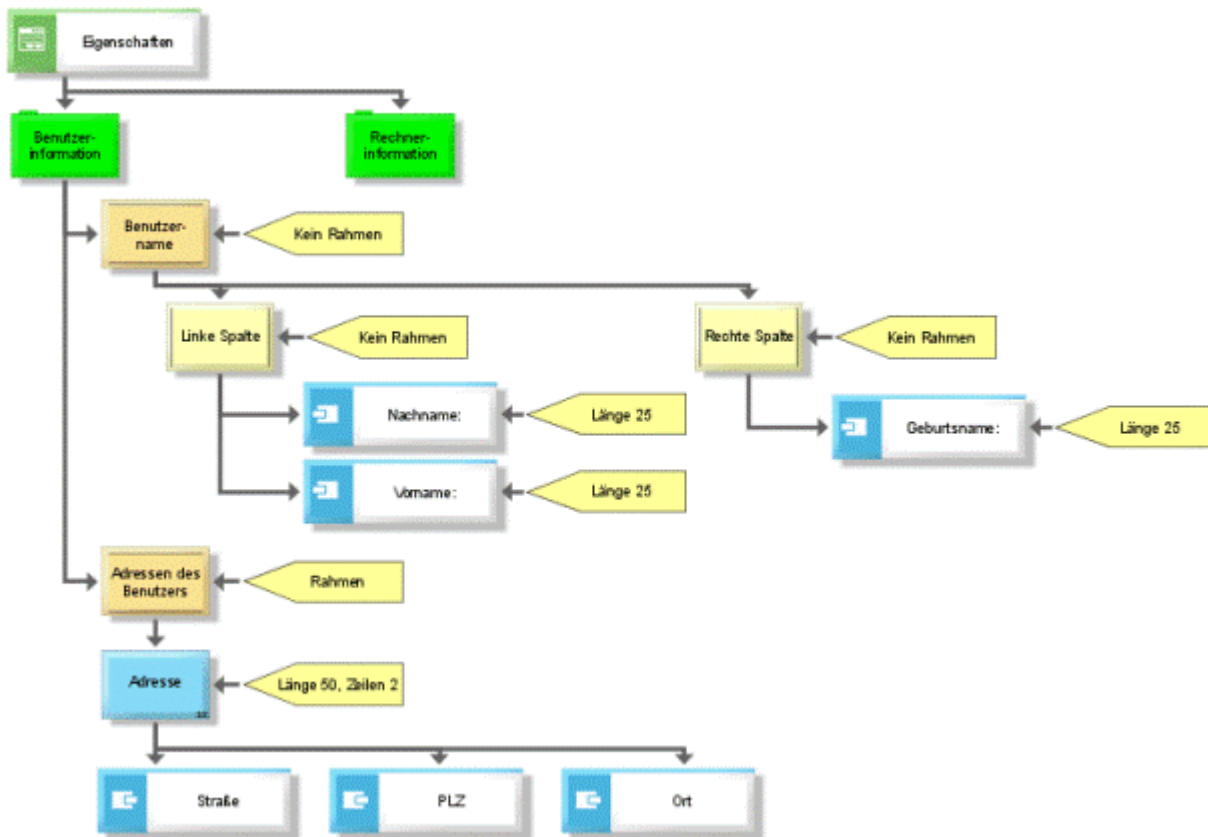 Eigenschaften
Benutzer-
information
Rechner-
information
Benutzer-
name
Kein Rahmen
Linke Spalte
Kein Rahmen
Rechte Spalte
Kein Rahmen
Nachname:
Länge 25
Geburtsname:
Länge 25
Vorname:
Länge 25
Adressen des
Benutzers
Rahmen
Adresse
Länge 50, Zeilen 2
Straße
PLZ
Ort